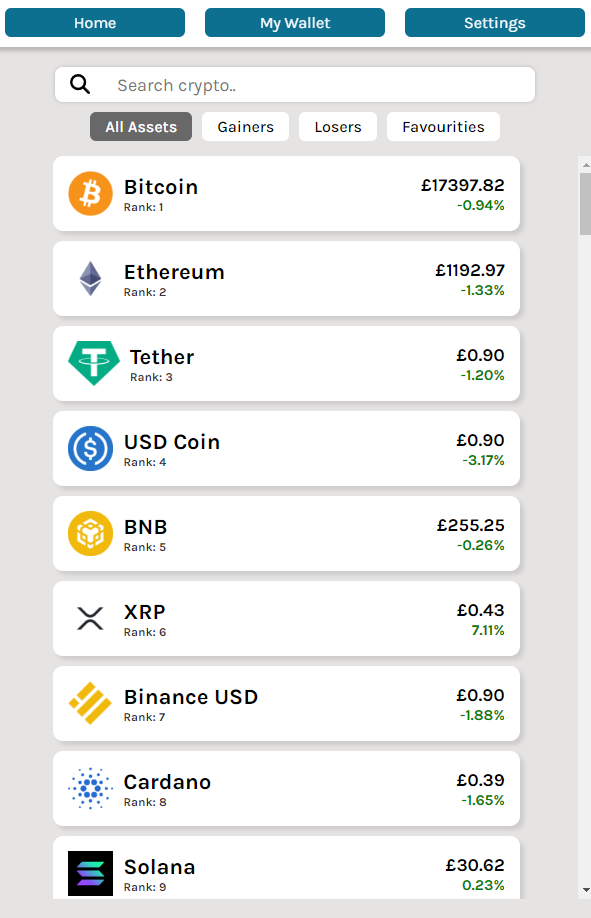 Home My Wallet Settings
Search crypto..
All Assets Gainers Losers Favourities
Bitcoin £17397.82
Rank: 1 -0.94%
Ethereum £1192.97
Rank: 2 -1.33%
Tether £0.90
Rank: 3 -1.20%
USD Coin £0.90
Rank: 4 -3.17%
BNB £255.25
Rank: 5 -0.26%
XRP £0.43
Rank: 6 7.11%
Binance USD £0.90
Rank: 7 -1.88%
Cardano £0.39
Rank: 8 -1.65%
Solana £30.62
Rank: 9 0.23%